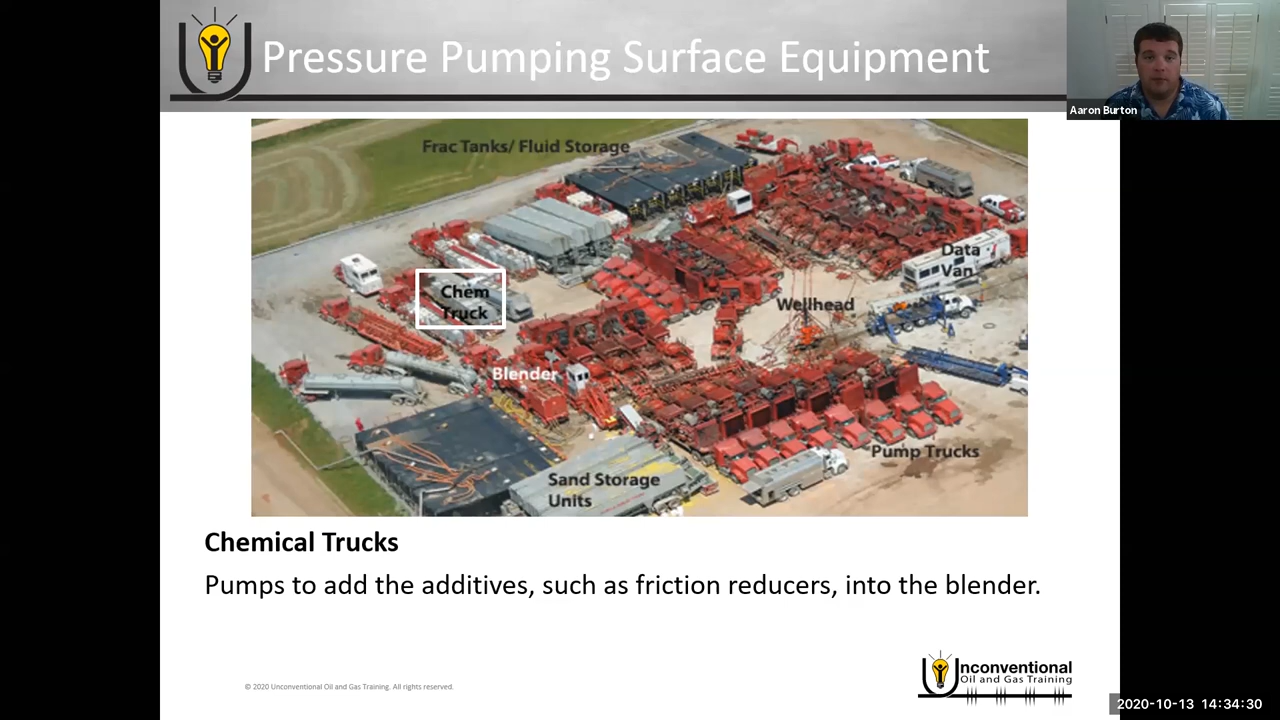 Pressure Pumping Surface Equipment
Aaron Burton
Frac Tanks/ Fluid Storage
Data
Van
Chem
Truck
Wellhead
Blender
Pump Trucks
Sand Storage
Units
Chemical Trucks
Pumps to add the additives, such as friction reducers, into the blender.
© 2020 Unconventional Oil and Gas Training. All rights reserved.
Unconventional
Oil and Gas Training
2020-10-13 14:34:30